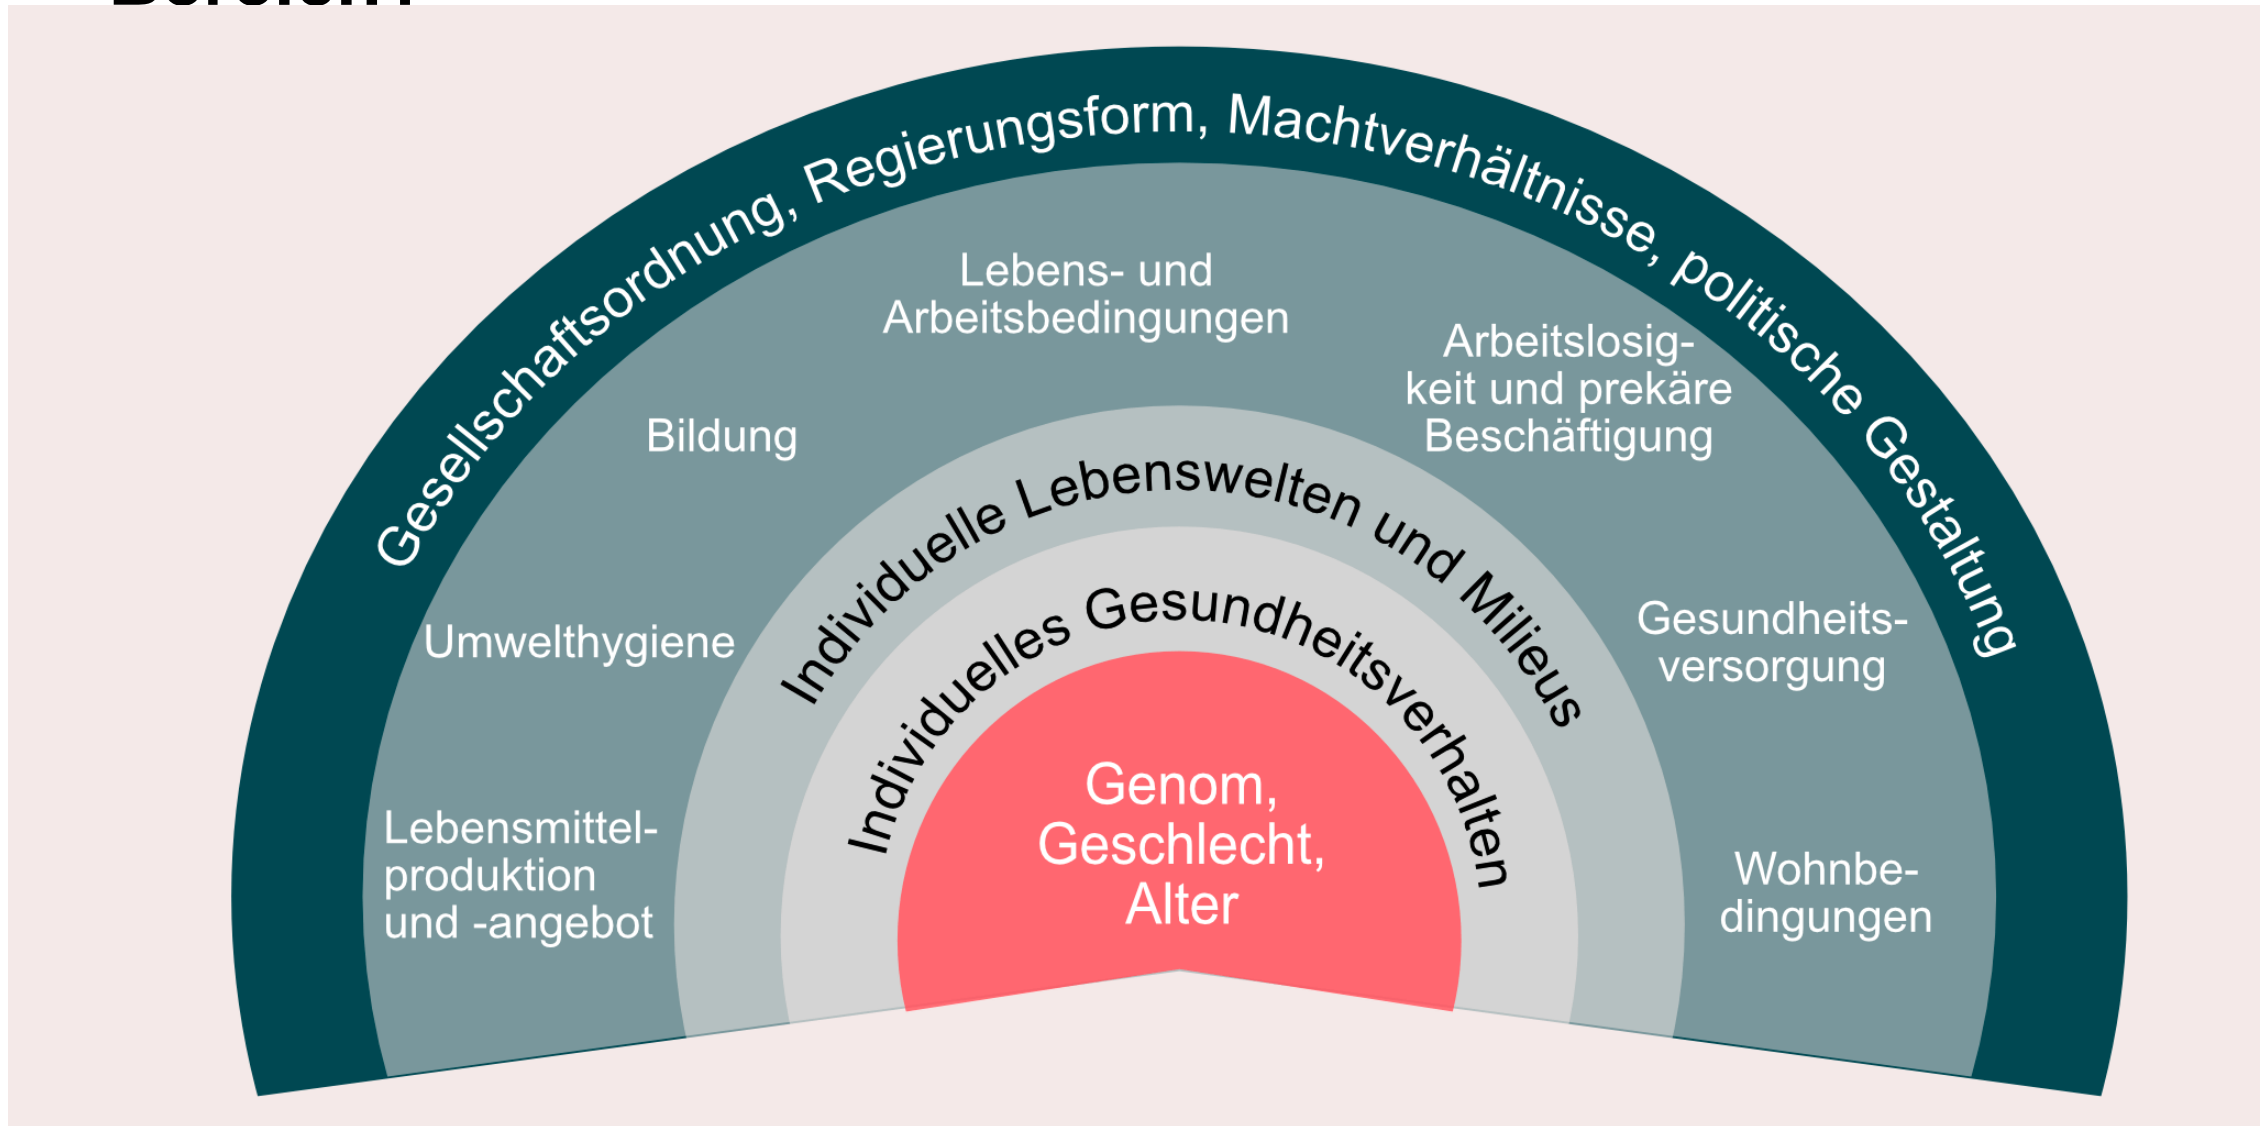 Gesellschaftsordnung, Regierungsform, Machtverhältnisse, politische Gestaltung
Lebens- und
Arbeitsbedingungen
Arbeitslosig-
keit und prekäre
Beschäftigung
Bildung
Umwelthygiene
Gesundheits-
versorgung
Lebensmittel-
produktion
und -angebot
Wohnbe-
dingungen
Individuelle Lebenswelten und Milieus
Individuelles Gesundheitsverhalten
Genom,
Geschlecht,
Alter